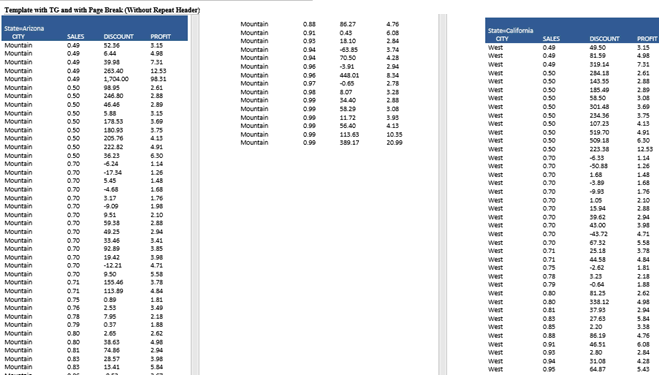 Template with TG and with Page Break (Without Repeat Header)
State=Arizona
CITY SALES DISCOUNT PROFIT
Mountain 0.49 52.36 3.15
Mountain 0.49 6.44 4.98
Mountain 0.49 39.98 7.31
Mountain 0.49 263.40 12.53
Mountain 0.49 1,704.00 98.31
Mountain 0.50 98.95 2.61
Mountain 0.50 246.80 2.88
Mountain 0.50 46.46 2.89
Mountain 0.50 5.88 3.15
Mountain 0.50 178.53 3.69
Mountain 0.50 180.93 3.75
Mountain 0.50 205.76 4.13
Mountain 0.50 222.82 4.91
Mountain 0.50 36.23 6.30
Mountain 0.70 -6.24 1.14
Mountain 0.70 -17.34 1.26
Mountain 0.70 5.45 1.48
Mountain 0.70 -4.68 1.68
Mountain 0.70 3.17 1.76
Mountain 0.70 -9.09 1.98
Mountain 0.70 9.51 2.10
Mountain 0.70 59.38 2.88
Mountain 0.70 49.25 2.94
Mountain 0.70 33.46 3.41
Mountain 0.70 92.89 3.85
Mountain 0.70 19.42 3.98
Mountain 0.70 -12.21 4.71
Mountain 0.70 9.50 5.58
Mountain 0.71 155.46 3.78
Mountain 0.71 113.89 4.84
Mountain 0.75 0.89 1.81
Mountain 0.76 2.53 3.49
Mountain 0.78 7.95 2.18
Mountain 0.79 0.37 1.88
Mountain 0.80 2.65 2.62
Mountain 0.80 38.63 4.98
Mountain 0.81 74.86 2.94
Mountain 0.83 28.57 3.98
Mountain 0.83 13.41 5.84
Mountain 0.88 86.27 4.76
Mountain 0.91 0.43 6.08
Mountain 0.93 18.10 2.84
Mountain 0.94 -63.85 3.74
Mountain 0.94 70.50 4.28
Mountain 0.96 -3.91 2.94
Mountain 0.96 448.01 8.34
Mountain 0.97 -0.65 2.78
Mountain 0.98 8.07 3.28
Mountain 0.99 34.40 2.88
Mountain 0.99 58.29 3.08
Mountain 0.99 11.72 3.93
Mountain 0.99 56.40 4.13
Mountain 0.99 113.63 10.35
Mountain 0.99 389.17 20.99
State=California
CITY SALES DISCOUNT PROFIT
West 0.49 49.50 3.15
West 0.49 81.59 4.98
West 0.49 319.14 7.31
West 0.50 284.18 2.61
West 0.50 143.55 2.88
West 0.50 185.49 2.89
West 0.50 58.50 3.08
West 0.50 301.48 3.69
West 0.50 234.36 3.75
West 0.50 107.23 4.13
West 0.50 519.70 4.91
West 0.50 509.18 6.30
West 0.50 223.38 12.53
West 0.70 -6.33 1.14
West 0.70 -50.88 1.26
West 0.70 1.68 1.48
West 0.70 -3.89 1.68
West 0.70 -9.93 1.76
West 0.70 1.05 2.10
West 0.70 15.94 2.88
West 0.70 39.62 2.94
West 0.70 43.00 3.98
West 0.70 -43.72 4.71
West 0.70 67.32 5.58
West 0.71 25.18 3.78
West 0.71 44.58 4.84
West 0.75 -2.62 1.81
West 0.78 3.23 2.18
West 0.79 -0.64 1.88
West 0.80 81.25 2.62
West 0.80 338.12 4.98
West 0.81 37.93 2.94
West 0.83 27.63 5.84
West 0.85 2.20 3.38
West 0.88 86.19 4.76
West 0.91 46.51 6.08
West 0.93 2.80 2.84
West 0.94 31.08 4.28
West 0.95 64.87 5.43